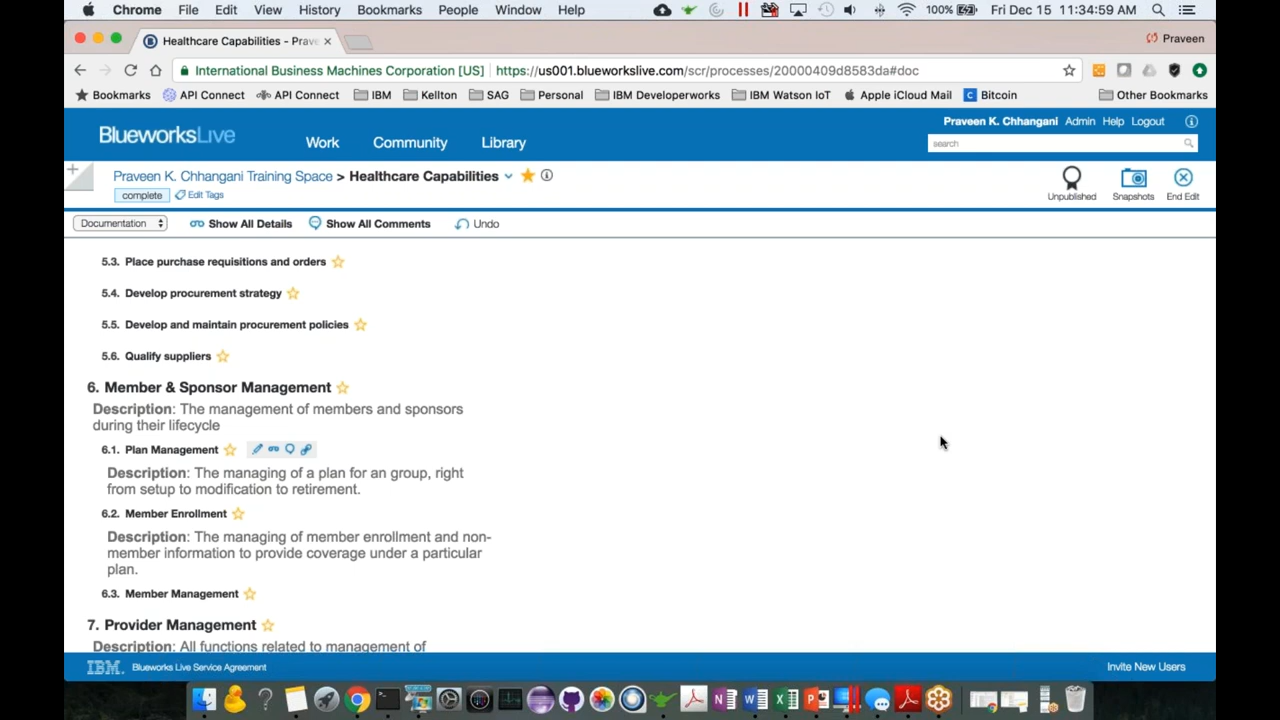 Chrome File Edit View History Bookmarks People Window Help 100% Fri Dec 15 11:34:59 AM
Healthcare Capabilities - Prave Praveen
International Business Machines Corporation [US] https://us001.blueworkslive.com/scr/processes/20000409d8583da#doc
Bookmarks API Connect API Connect IBM Kellton SAG Personal IBM Developerworks IBM Watson IoT Apple iCloud Mail Bitcoin Other Bookmarks
Praveen K. Chhangani Admin Help Logout
BlueworksLive Work Community Library
search
Praveen K. Chhangani Training Space > Healthcare Capabilities
complete Edit Tags
Unpublished Snapshots End Edit
Documentation Show All Details Show All Comments Undo
5.3. Place purchase requisitions and orders
5.4. Develop procurement strategy
5.5. Develop and maintain procurement policies
5.6. Qualify suppliers
6. Member & Sponsor Management
Description: The management of members and sponsors
during their lifecycle
6.1. Plan Management
Description: The managing of a plan for an group, right
from setup to modification to retirement.
6.2. Member Enrollment
Description: The managing of member enrollment and non-
member information to provide coverage under a particular
plan.
6.3. Member Management
7. Provider Management
Description: All functions related to management of
IBM. Blueworks Live Service Agreement Invite New Users